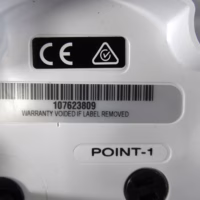 CE
107623809
WARRANTY VOIDED IF LABEL REMOVED
POINT-1